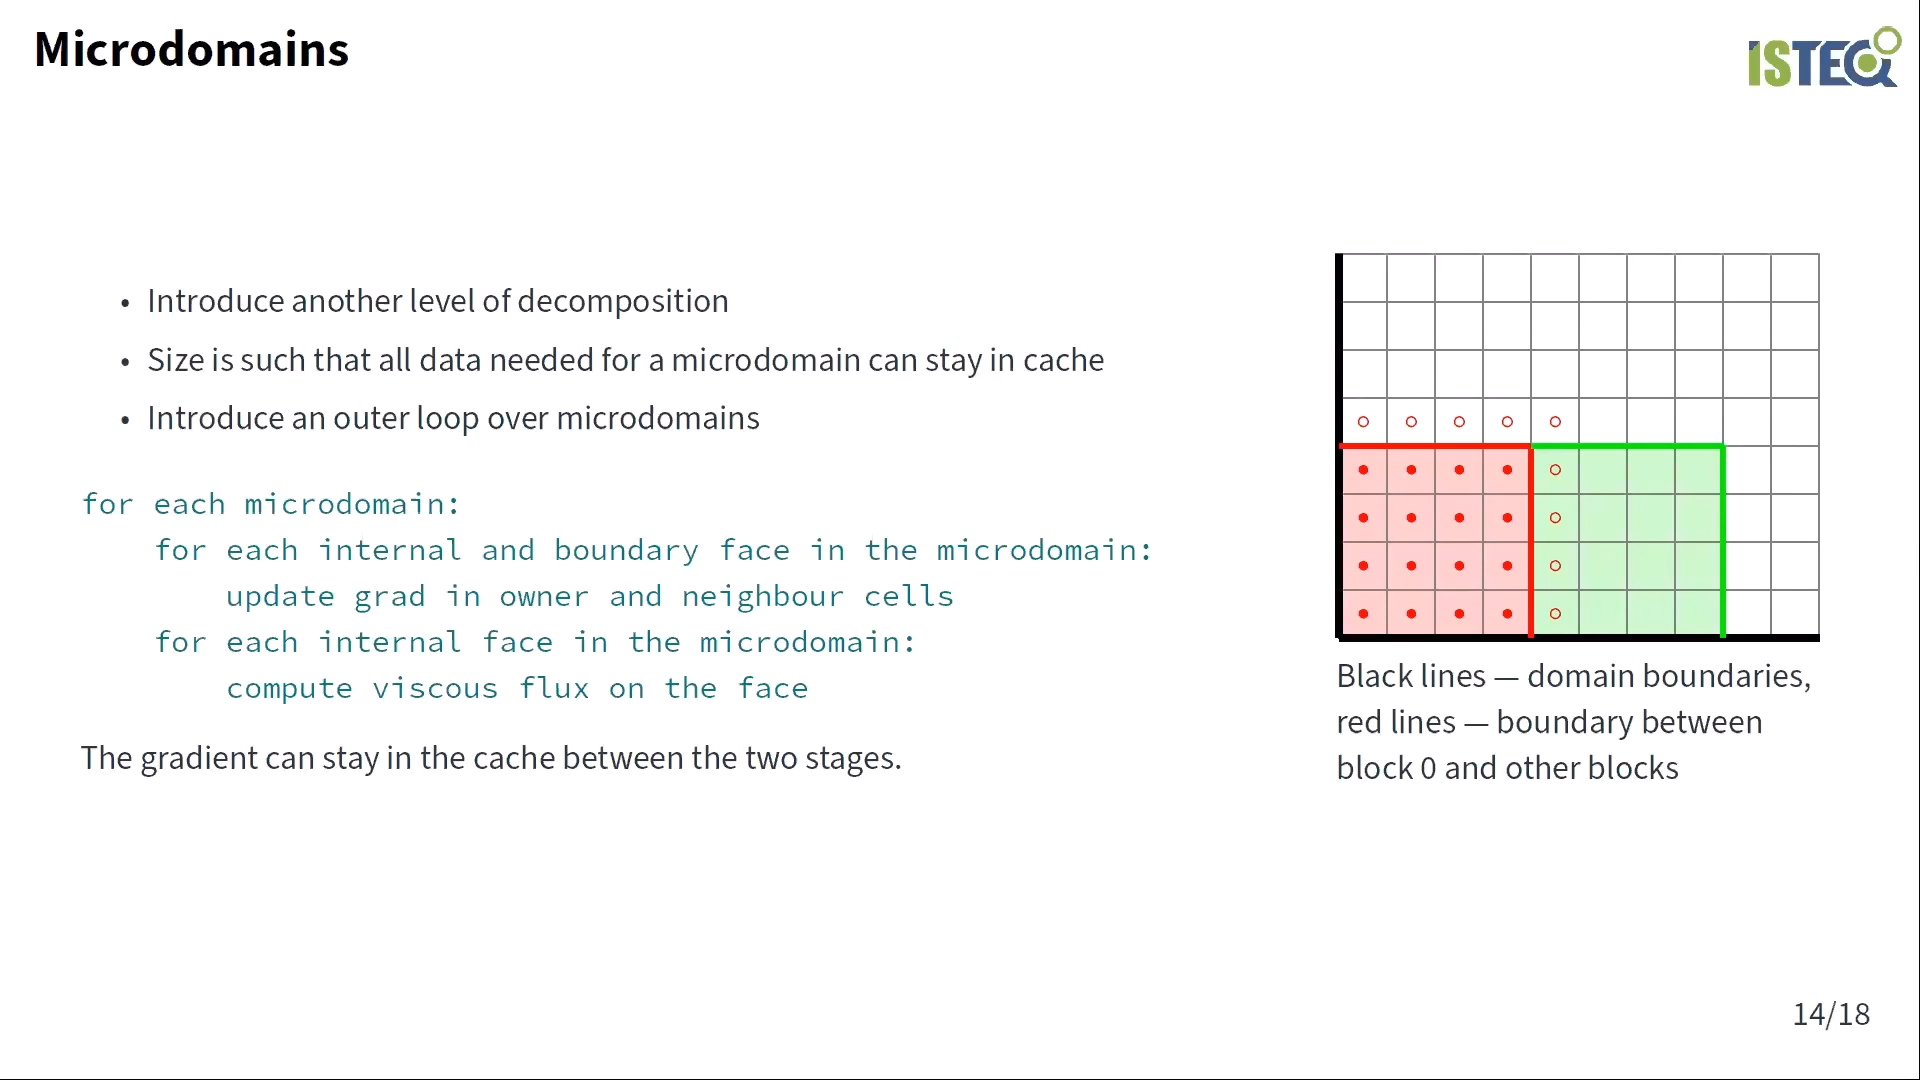 Microdomains
ISTEQ
• Introduce another level of decomposition
• Size is such that all data needed for a microdomain can stay in cache
• Introduce an outer loop over microdomains
for each microdomain:
    for each internal and boundary face in the microdomain:
        update grad in owner and neighbour cells
    for each internal face in the microdomain:
        compute viscous flux on the face
The gradient can stay in the cache between the two stages.
Black lines — domain boundaries,
red lines — boundary between
block 0 and other blocks
14/18